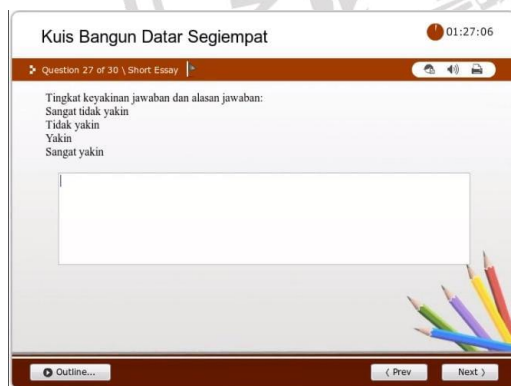 Kuis Bangun Datar Segiempat
01:27:06
Question 27 of 30 \ Short Essay
Tingkat keyakinan jawaban dan alasan jawaban:
Sangat tidak yakin
Tidak yakin
Yakin
Sangat yakin
Outline...
Prev
Next